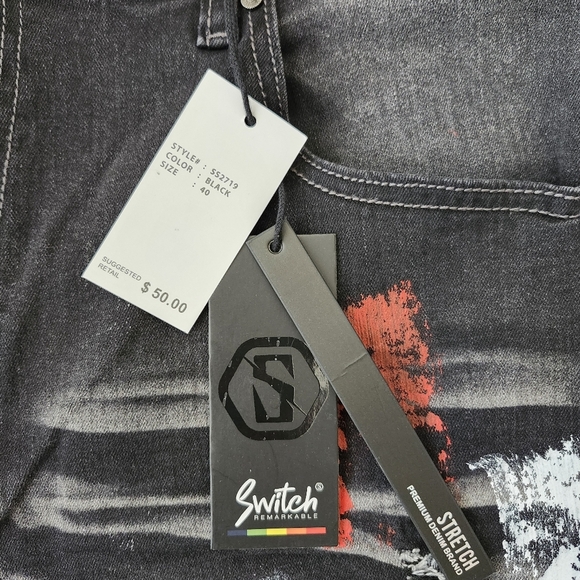 STYLE# : SS2719
COLOR : BLACK
SIZE : 40
SUGGESTED
RETAIL $ 50.00
S
Switch
REMARKABLE
STRETCH
PREMIUM DENIM BRAND